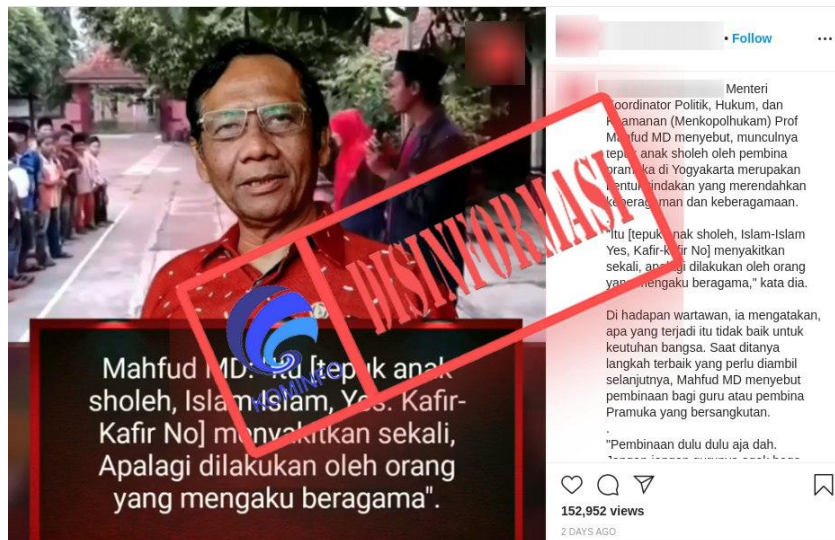 Mahfud MD: "Itu [tepuk anak
sholeh, Islam-Islam, Yes. Kafir-
Kafir No] menyakitkan sekali,
Apalagi dilakukan oleh orang
yang mengaku beragama".
DISINFORMASI
KOMINFO
• Follow
Menteri
Koordinator Politik, Hukum, dan
Keamanan (Menkopolhukam) Prof
Mahfud MD menyebut, munculnya
tepuk anak sholeh oleh pembina
pramuka di Yogyakarta merupakan
bentuk tindakan yang merendahkan
keberagaman dan keberagamaan.
.
"Itu [tepuk anak sholeh, Islam-Islam
Yes, Kafir-kafir No] menyakitkan
sekali, apalagi dilakukan oleh orang
yang mengaku beragama," kata dia.
.
Di hadapan wartawan, ia mengatakan,
apa yang terjadi itu tidak baik untuk
keutuhan bangsa. Saat ditanya
langkah terbaik yang perlu diambil
selanjutnya, Mahfud MD menyebut
pembinaan bagi guru atau pembina
Pramuka yang bersangkutan.
.
"Pembinaan dulu dulu aja dah.
152,952 views
2 DAYS AGO